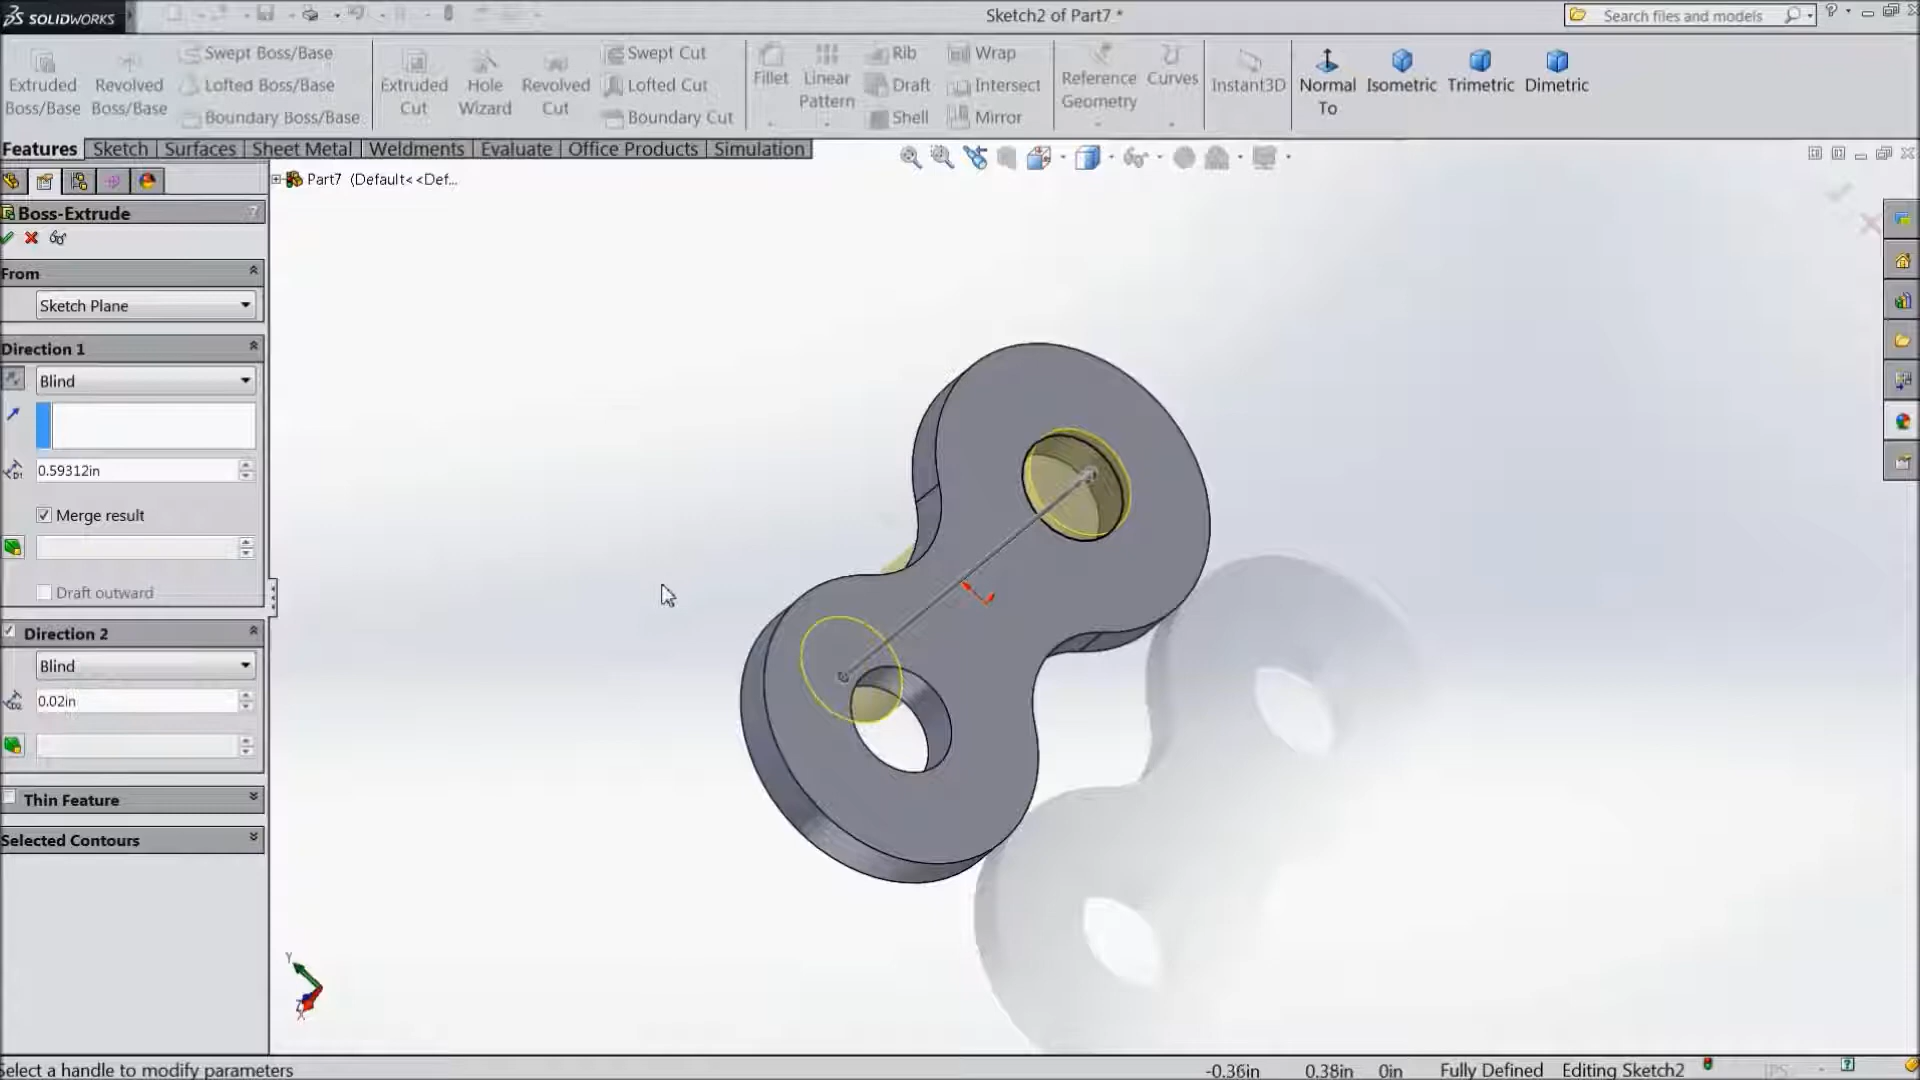 SOLIDWORKS
Sketch2 of Part7 *
Search files and models
Extruded Boss/Base
Revolved Boss/Base
Swept Boss/Base
Lofted Boss/Base
Boundary Boss/Base
Extruded Cut
Hole Wizard
Revolved Cut
Swept Cut
Lofted Cut
Boundary Cut
Fillet
Linear Pattern
Rib
Draft
Shell
Wrap
Intersect
Mirror
Reference Geometry
Curves
Instant3D
Normal To
Isometric
Trimetric
Dimetric
Features
Sketch
Surfaces
Sheet Metal
Weldments
Evaluate
Office Products
Simulation
Part7 (Default<<Def...
Boss-Extrude
?
From
Sketch Plane
Direction 1
Blind
D1
0.59312in
Merge result
Draft outward
Direction 2
Blind
D2
0.02in
Thin Feature
Selected Contours
Y
Z
X
Select a handle to modify parameters
-0.36in
0.38in
0in
Fully Defined
Editing Sketch2